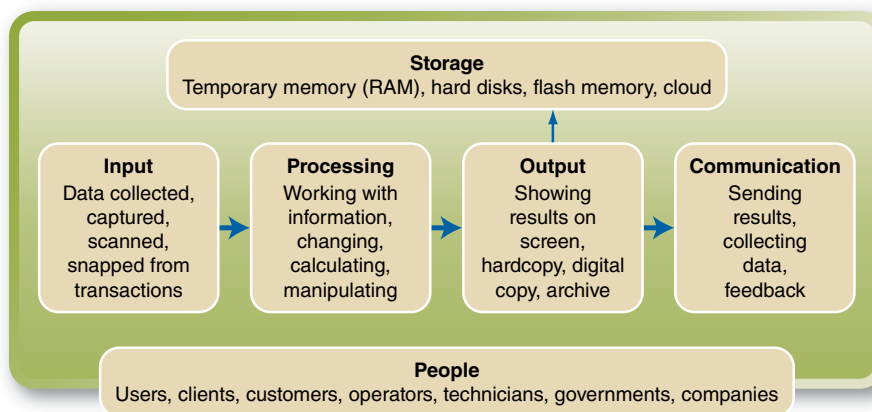 Storage
Temporary memory (RAM), hard disks, flash memory, cloud
Input
Data collected,
captured,
scanned,
snapped from
transactions
Processing
Working with
information,
changing,
calculating,
manipulating
Output
Showing
results on
screen,
hardcopy, digital
copy, archive
Communication
Sending
results,
collecting
data,
feedback
People
Users, clients, customers, operators, technicians, governments, companies